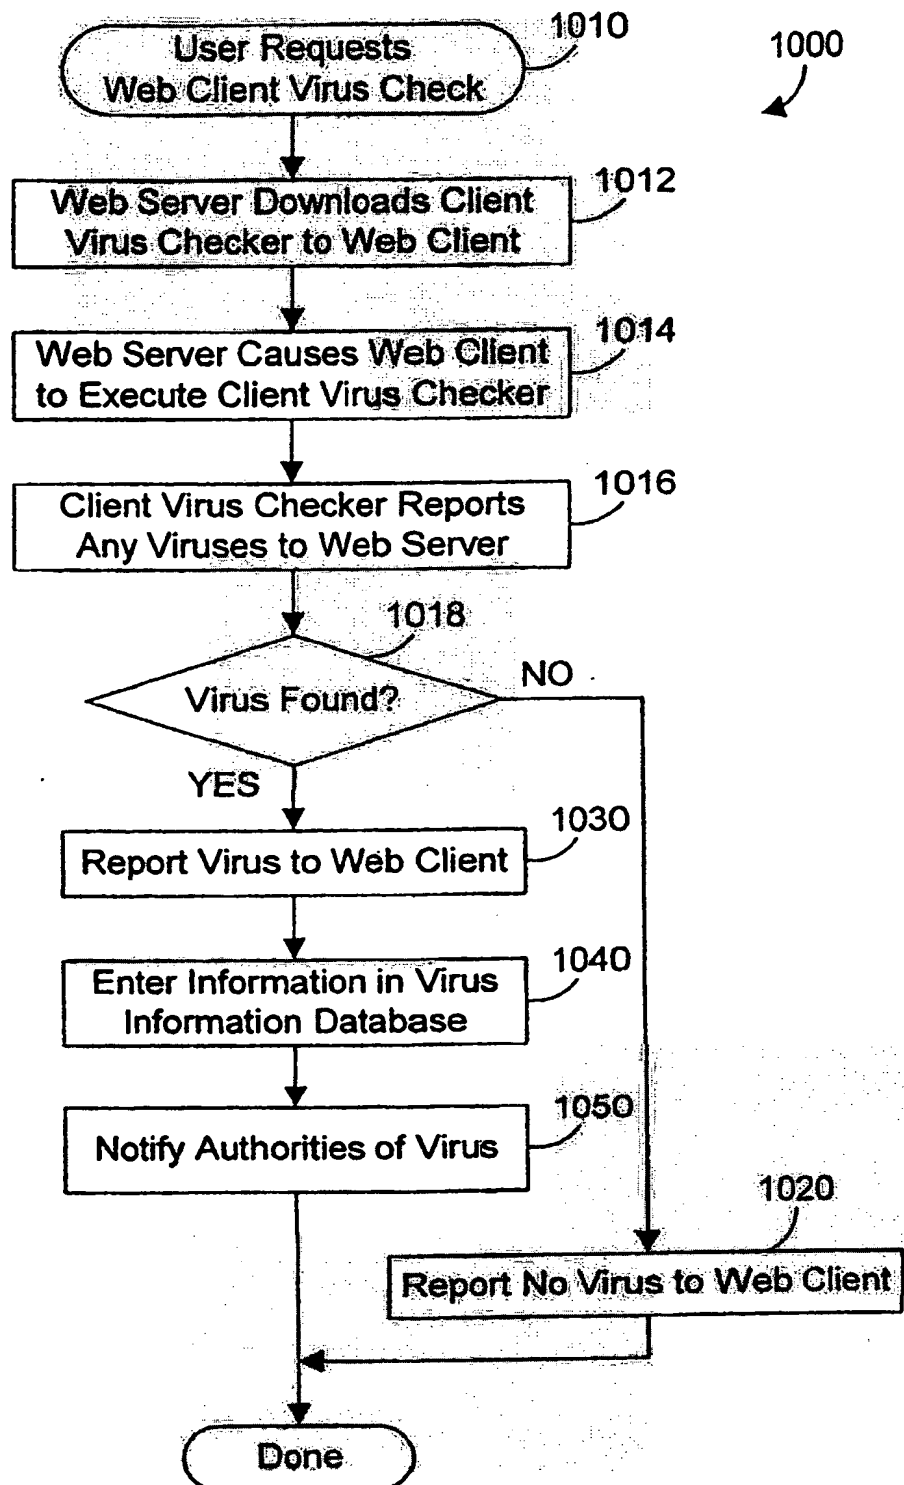 User Requests
Web Client Virus Check
1010
1000
Web Server Downloads Client
Virus Checker to Web Client
1012
Web Server Causes Web Client
to Execute Client Virus Checker
1014
Client Virus Checker Reports
Any Viruses to Web Server
1016
1018
Virus Found?
NO
YES
Report Virus to Web Client
1030
Enter Information in Virus
Information Database
1040
Notify Authorities of Virus
1050
1020
Report No Virus to Web Client
Done